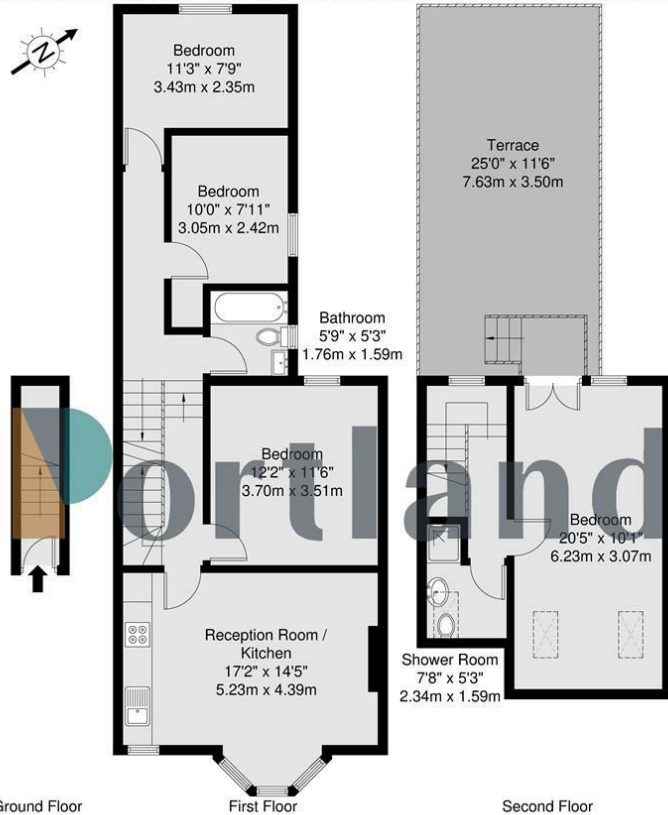 N
Bedroom
11'3" x 7'9"
3.43m x 2.35m
Bedroom
10'0" x 7'11"
3.05m x 2.42m
Bathroom
5'9" x 5'3"
1.76m x 1.59m
Bedroom
12'2" x 11'6"
3.70m x 3.51m
Reception Room /
Kitchen
17'2" x 14'5"
5.23m x 4.39m
Terrace
25'0" x 11'6"
7.63m x 3.50m
Bedroom
20'5" x 10'1"
6.23m x 3.07m
Shower Room
7'8" x 5'3"
2.34m x 1.59m
ortland
Ground Floor
First Floor
Second Floor